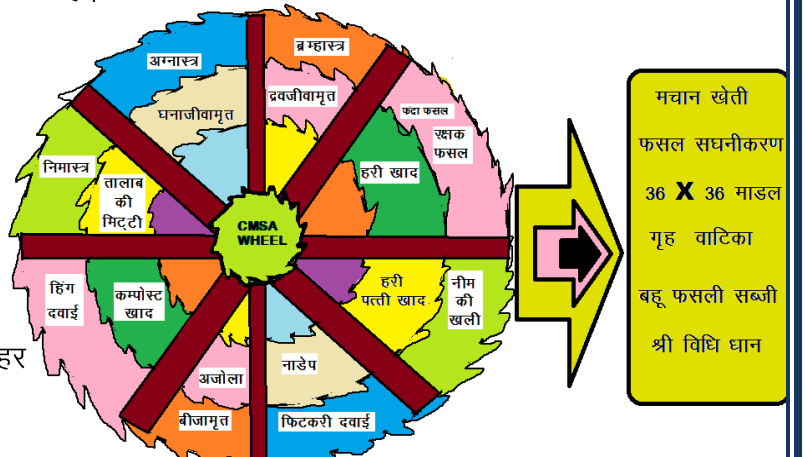 अग्नास्त्र
ब्रम्हास्त्र
घनाजीवामृत
द्रवजीवामृत
फंदा फसल
रक्षक
फसल
निमास्त्र
तालाब
की
मिट्टी
हरी खाद
CMSA
WHEEL
हिंग
दवाई
कम्पोस्ट
खाद
हरी
पत्ती खाद
नीम
की
खली
अजोला
नाडेप
बीजामृत
फिटकरी दवाई
हर
मचान खेती
फसल सघनीकरण
36 X 36 माडल
गृह वाटिका
बहू फसली सब्जी
श्री विधि धान